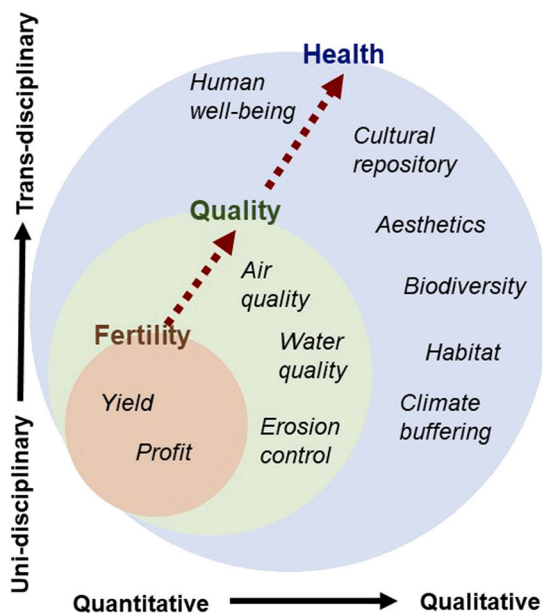 Health
Human
well-being
Cultural
repository
Trans-disciplinary
Quality
Aesthetics
Air
quality
Biodiversity
Fertility
Water
quality
Habitat
Yield
Climate
buffering
Erosion
control
Profit
Uni-disciplinary
Quantitative
Qualitative